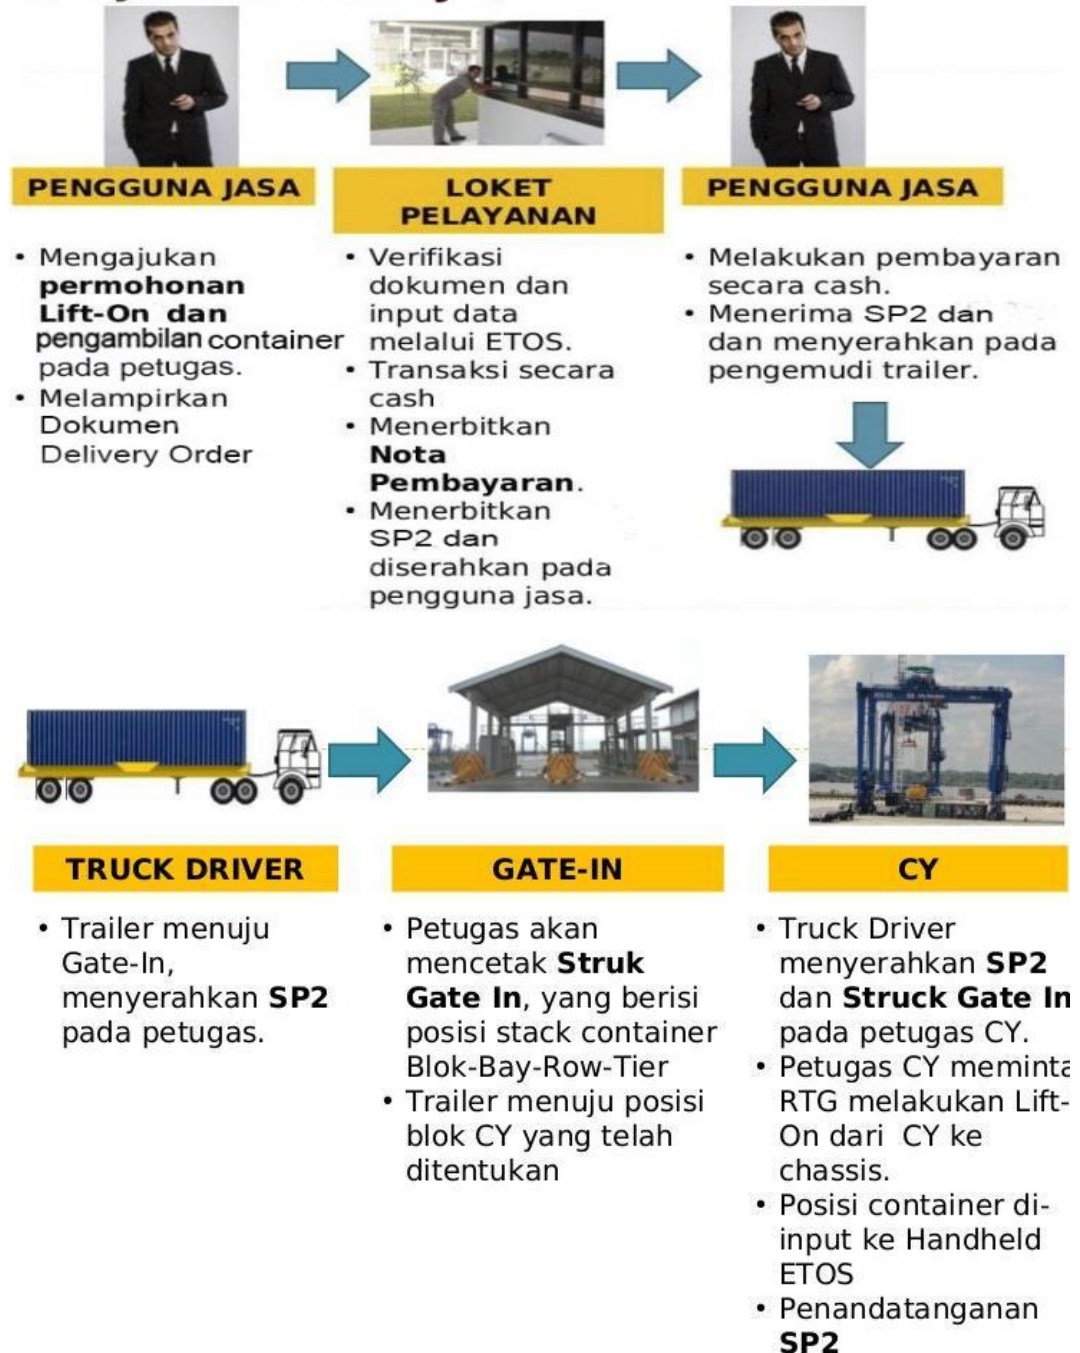 PENGGUNA JASA
• Mengajukan
permohonan
Lift-On dan
pengambilan container
pada petugas.
• Melampirkan
Dokumen
Delivery Order
LOKET
PELAYANAN
• Verifikasi
dokumen dan
input data
melalui ETOS.
• Transaksi secara
cash
• Menerbitkan
Nota
Pembayaran.
• Menerbitkan
SP2 dan
diserahkan pada
pengguna jasa.
PENGGUNA JASA
• Melakukan pembayaran
secara cash.
• Menerima SP2 dan
dan menyerahkan pada
pengemudi trailer.
TRUCK DRIVER
• Trailer menuju
Gate-In,
menyerahkan SP2
pada petugas.
GATE-IN
• Petugas akan
mencetak Struk
Gate In, yang berisi
posisi stack container
Blok-Bay-Row-Tier
• Trailer menuju posisi
blok CY yang telah
ditentukan
CY
• Truck Driver
menyerahkan SP2
dan Struck Gate In
pada petugas CY.
• Petugas CY meminta
RTG melakukan Lift-
On dari CY ke
chassis.
• Posisi container di-
input ke Handheld
ETOS
• Penandatanganan
SP2